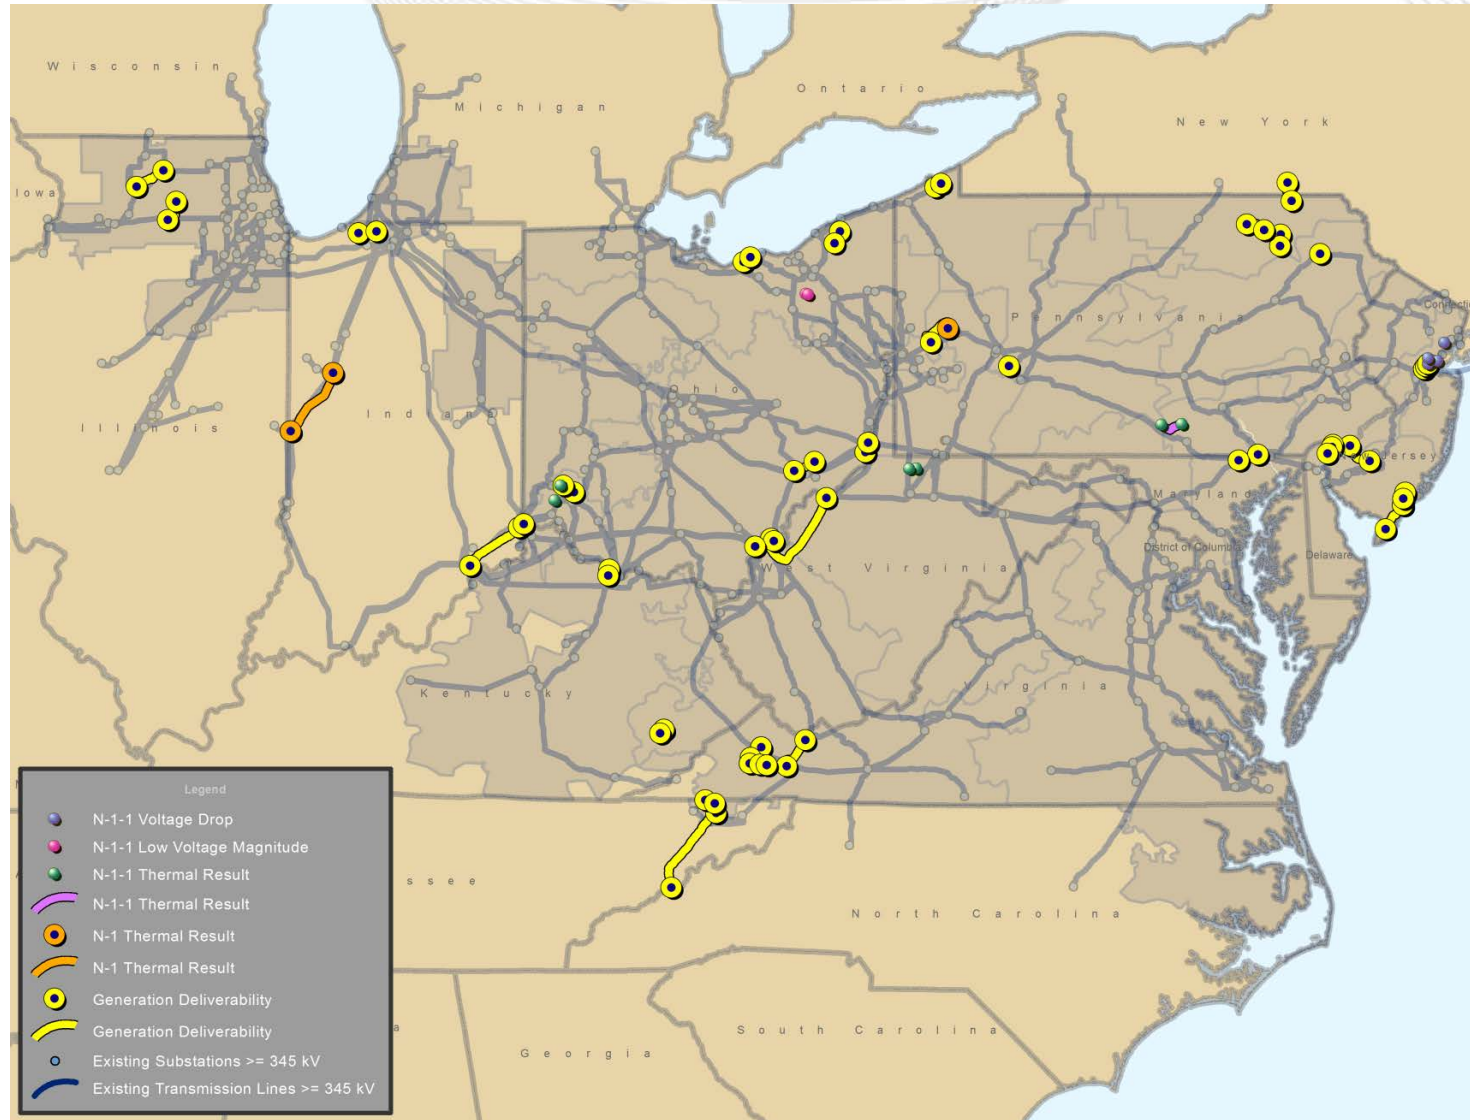 Wisconsin
Michigan
Ontario
New York
Iowa
Pennsylvania
Ohio
Indiana
Illinois
New Jersey
Maryland
District of Columbia
Delaware
West Virginia
Kentucky
Virginia
Legend
N-1-1 Voltage Drop
N-1-1 Low Voltage Magnitude
N-1-1 Thermal Result
ssee
N-1-1 Thermal Result
North Carolina
N-1 Thermal Result
N-1 Thermal Result
Generation Deliverability
Generation Deliverability
a
South Carolina
Georgia
Existing Substations >= 345 kV
Existing Transmission Lines >= 345 kV